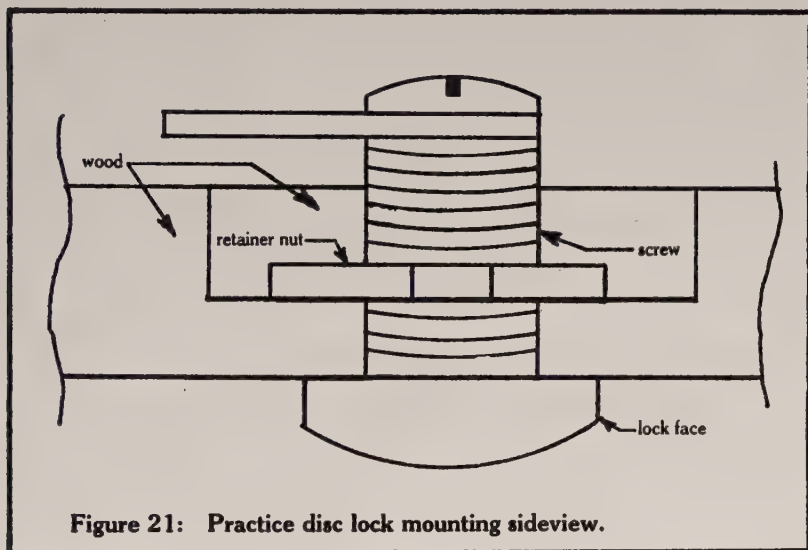 wood
retainer nut
screw
lock face
Figure 21: Practice disc lock mounting sideview.